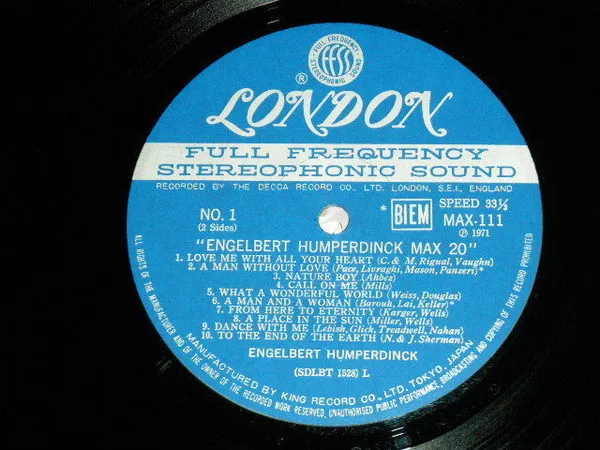 FULL FREQUENCY
ffss
STEREOPHONIC SOUND
®
LONDON
FULL FREQUENCY
STEREOPHONIC SOUND
RECORDED BY THE DECCA RECORD CO., LTD. LONDON, S.E.I., ENGLAND
NO. 1
(2 Sides)
* BIEM
SPEED 33⅓
MAX-111
Ⓟ 1971
"ENGELBERT HUMPERDINCK MAX 20"
1. LOVE ME WITH ALL YOUR HEART (C. & M. Rigual, Vaughn)
2. A MAN WITHOUT LOVE (Pace, Livraghi, Mason, Panzeri)*
3. NATURE BOY (Ahbez)
4. CALL ON ME (Mills)
5. WHAT A WONDERFUL WORLD (Weiss, Douglas)
6. A MAN AND A WOMAN (Barouh, Lai, Keller)*
7. FROM HERE TO ETERNITY (Karger, Wells)
8. A PLACE IN THE SUN (Miller, Wells)
9. DANCE WITH ME (Lebish, Glick, Treadwell, Nahan)
10. TO THE END OF THE EARTH (N. & J. Sherman)
ENGELBERT HUMPERDINCK
(SDLBT 1528) L
MANUFACTURED BY KING RECORD CO., LTD. TOKYO, JAPAN
ALL RIGHTS OF THE MANUFACTURER AND OF THE OWNER OF THE RECORDED WORK RESERVED. UNAUTHORISED PUBLIC PERFORMANCE, BROADCASTING AND COPYING OF THIS RECORD PROHIBITED